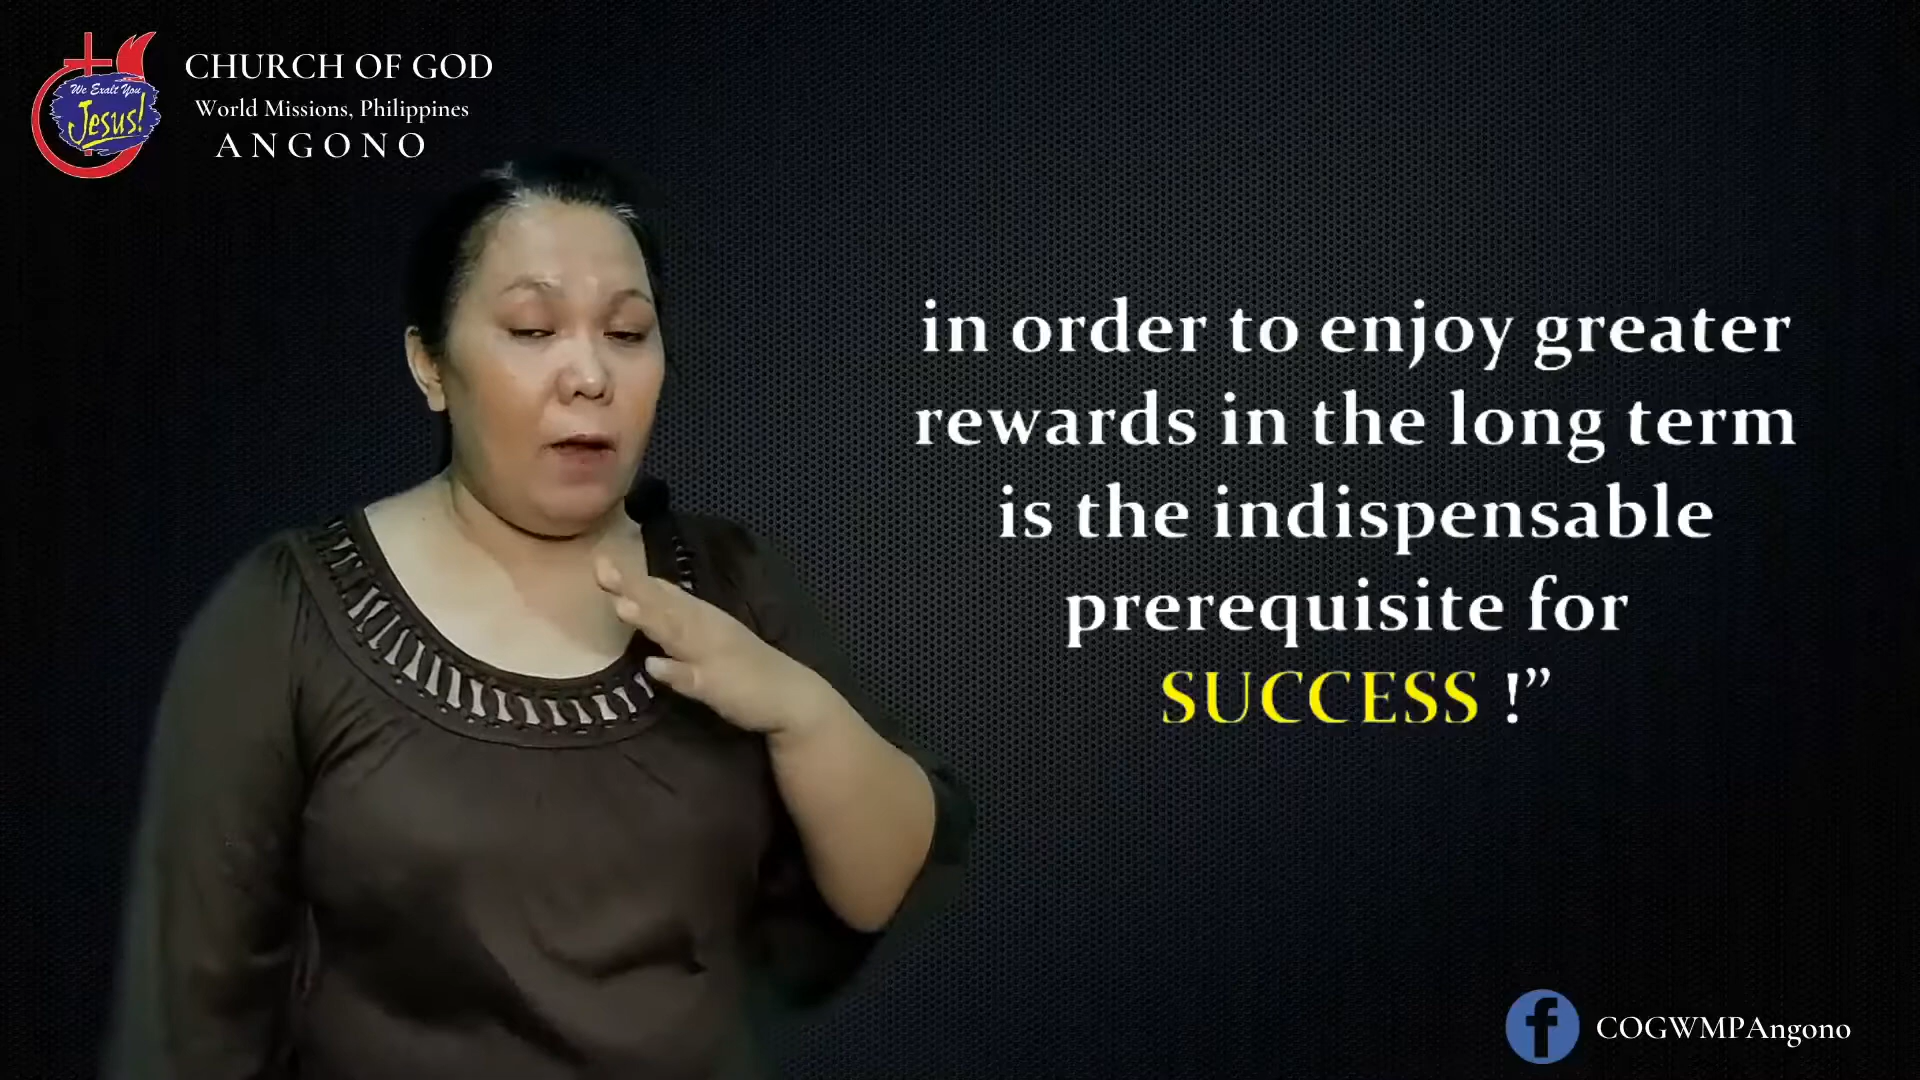 We Exalt You
Jesus!
CHURCH OF GOD
World Missions, Philippines
ANGONO
in order to enjoy greater
rewards in the long term
is the indispensable
prerequisite for
SUCCESS !”
f
COGWMPAngono